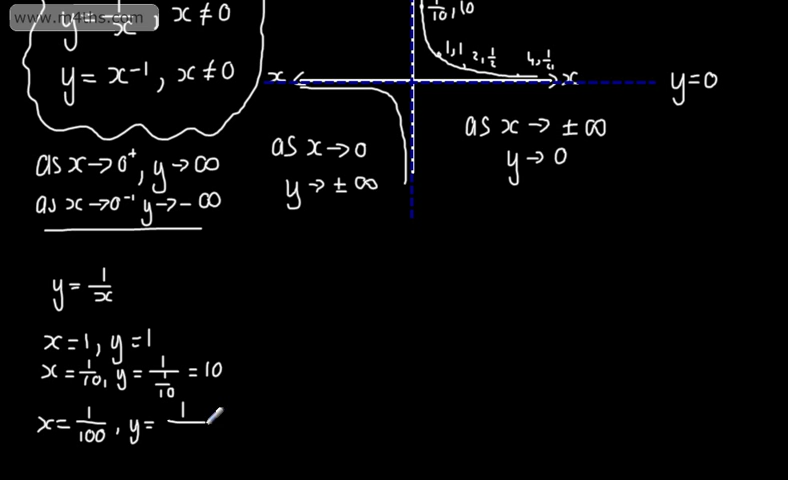 www.m4ths.com
y = 1/x, x ≠ 0
y = x⁻¹, x ≠ 0
1/10, 10
1, 1
2, 1/2
4, 1/4
x
x
y = 0
as x → 0⁺, y → ∞
as x → 0⁻¹ y → - ∞
as x → 0
y → ± ∞
as x → ± ∞
y → 0
y = 1/x
x = 1, y = 1
x = 1/10, y = 1/(1/10) = 10
x = 1/100, y = 1/